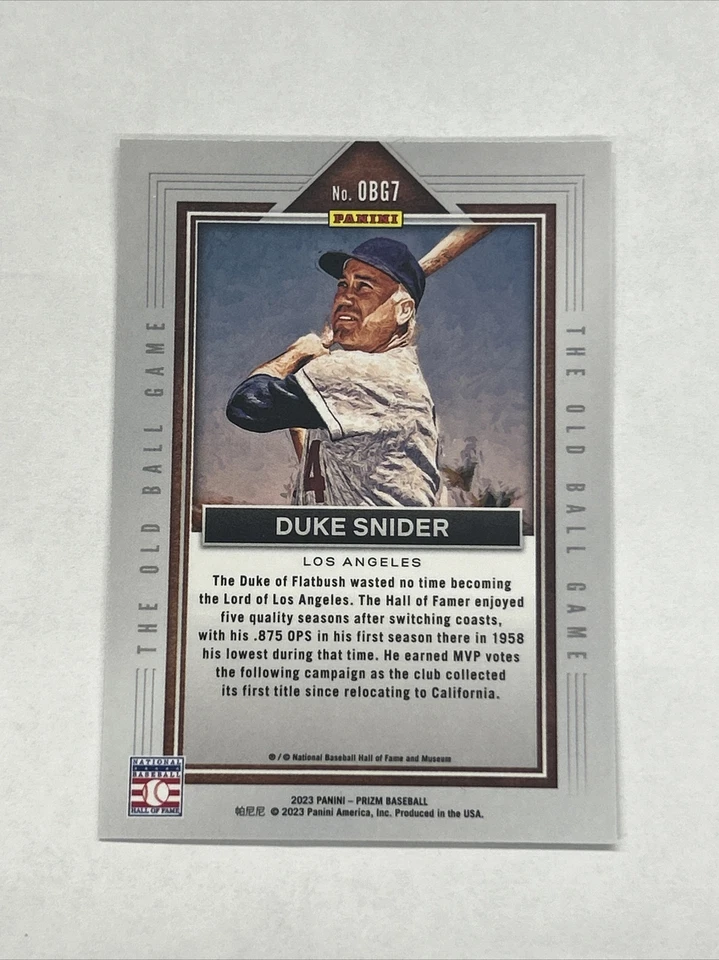 No. OBG7
PANINI
THE OLD BALL GAME
THE OLD BALL GAME
4
DUKE SNIDER
LOS ANGELES
The Duke of Flatbush wasted no time becoming
the Lord of Los Angeles. The Hall of Famer enjoyed
five quality seasons after switching coasts,
with his .875 OPS in his first season there in 1958
his lowest during that time. He earned MVP votes
the following campaign as the club collected
its first title since relocating to California.
®/© National Baseball Hall of Fame and Museum
NATIONAL
BASEBALL
HALL OF FAME
2023 PANINI – PRIZM BASEBALL
帕尼尼 © 2023 Panini America, Inc. Produced in the USA.